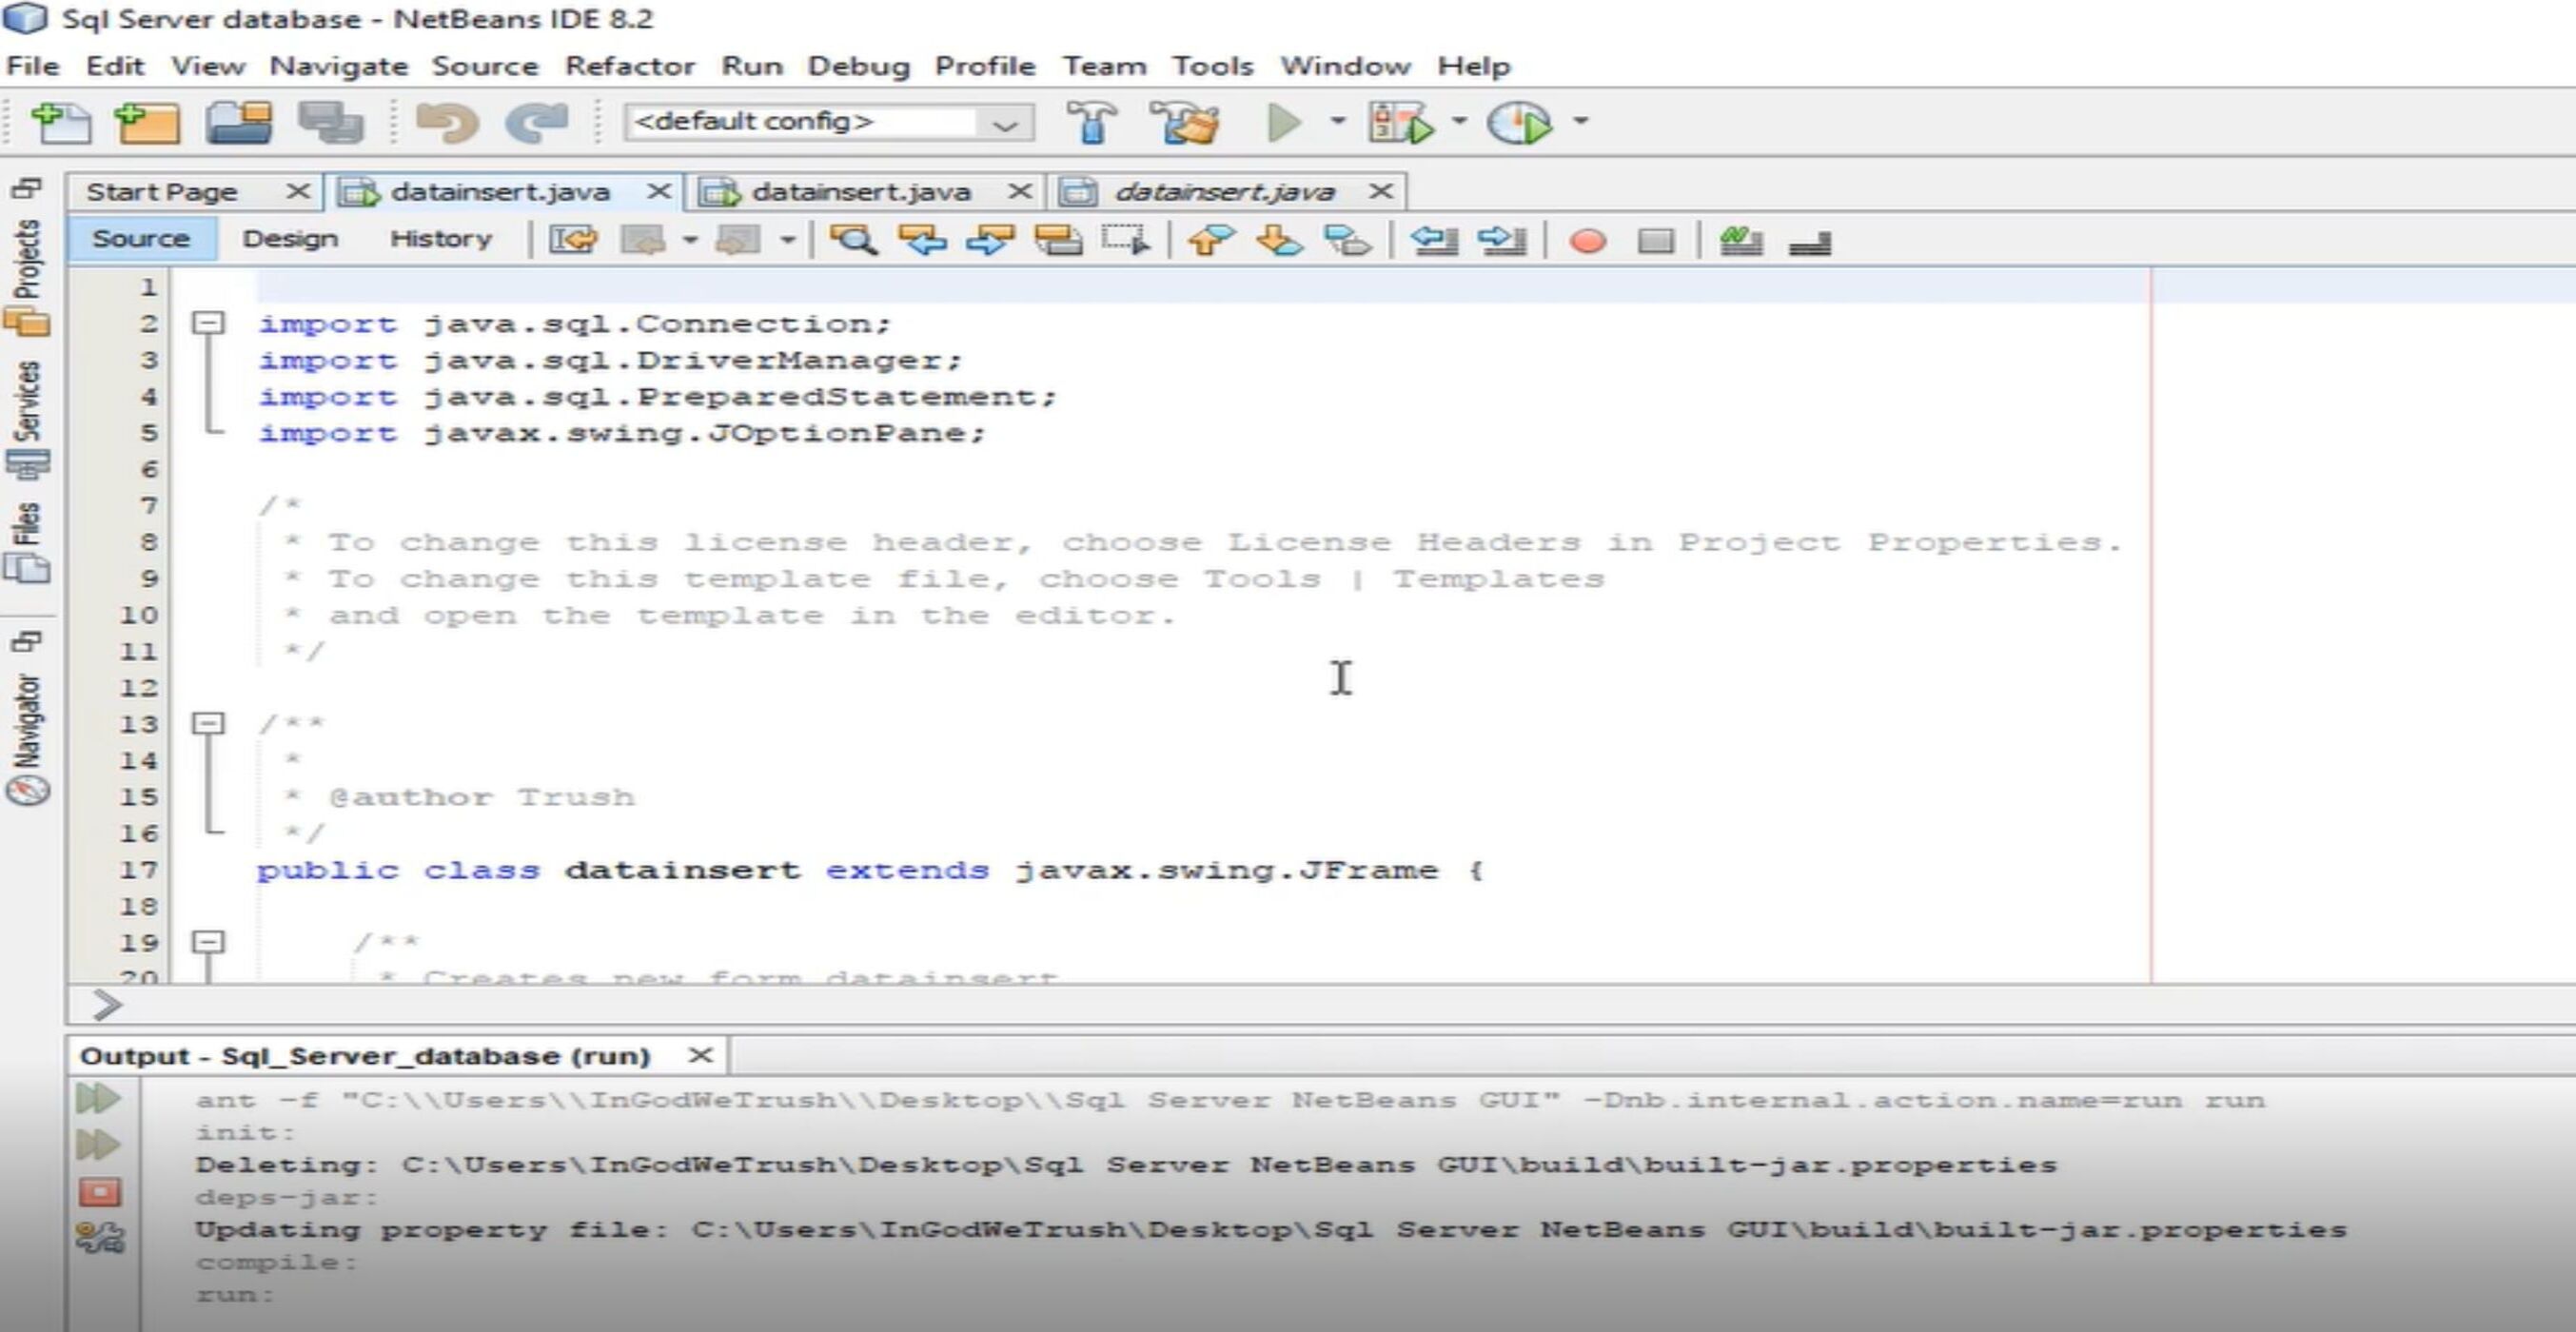 Sql Server database - NetBeans IDE 8.2
File Edit View Navigate Source Refactor Run Debug Profile Team Tools Window Help
<default config>
Start Page datainsert.java datainsert.java datainsert.java
Source Design History
Projects
Services
Files
Navigator
1
2 import java.sql.Connection;
3 import java.sql.DriverManager;
4 import java.sql.PreparedStatement;
5 import javax.swing.JOptionPane;
6
7 /*
8 * To change this license header, choose License Headers in Project Properties.
9 * To change this template file, choose Tools | Templates
10 * and open the template in the editor.
11 */
12
13 /**
14 *
15 * @author Trush
16 */
17 public class datainsert extends javax.swing.JFrame {
18
19 /**
20 * Creates new form datainsert
Output - Sql_Server_database (run)
ant -f "C:\\Users\\InGodWeTrush\\Desktop\\Sql Server NetBeans GUI" -Dnb.internal.action.name=run run
init:
Deleting: C:\Users\InGodWeTrush\Desktop\Sql Server NetBeans GUI\build\built-jar.properties
deps-jar:
Updating property file: C:\Users\InGodWeTrush\Desktop\Sql Server NetBeans GUI\build\built-jar.properties
compile:
run: